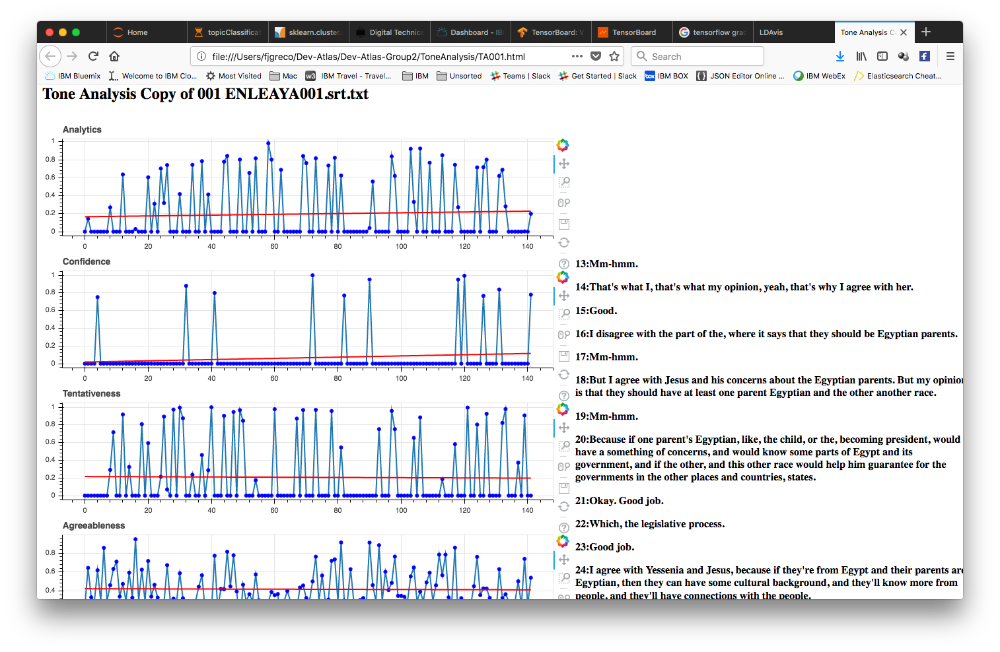 Home
topicClassificat
sklearn.cluster.
Digital Technica
Dashboard - IBM
TensorBoard: V
TensorBoard
tensorflow grac
LDAvis
Tone Analysis C
file:///Users/fjgreco/Dev-Atlas/Dev-Atlas-Group2/ToneAnalysis/TA001.html
Search
IBM Bluemix
Welcome to IBM Clo...
Most Visited
Mac
w3
IBM Travel - Travel...
IBM
Unsorted
Teams | Slack
Get Started | Slack
box
IBM BOX
JSON Editor Online ...
IBM WebEx
Elasticsearch Cheat...
Tone Analysis Copy of 001 ENLEAYA001.srt.txt
Analytics
1
0.8
0.6
0.4
0.2
0
0 20 40 60 80 100 120 140
Confidence
1
0.8
0.6
0.4
0.2
0
0 20 40 60 80 100 120 140
Tentativeness
1
0.8
0.6
0.4
0.2
0
0 20 40 60 80 100 120 140
Agreeableness
0.8
0.6
0.4
13:Mm-hmm.
14:That's what I, that's what my opinion, yeah, that's why I agree with her.
15:Good.
16:I disagree with the part of the, where it says that they should be Egyptian parents.
17:Mm-hmm.
18:But I agree with Jesus and his concerns about the Egyptian parents. But my opinion
is that they should have at least one parent Egyptian and the other another race.
19:Mm-hmm.
20:Because if one parent's Egyptian, like, the child, or the, becoming president, would
have a something of concerns, and would know some parts of Egypt and its
government, and if the other, and this other race would help him guarantee for the
governments in the other places and countries, states.
21:Okay. Good job.
22:Which, the legislative process.
23:Good job.
24:I agree with Yessenia and Jesus, because if they're from Egypt and their parents are
Egyptian, then they can have some cultural background, and they'll know more from
people, and they'll have connections with the people.